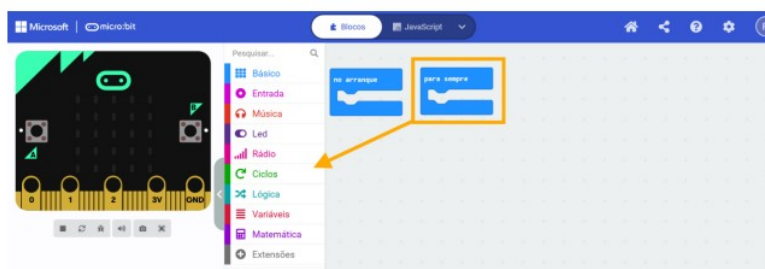 Microsoft
micro:bit
Blocos
JavaScript
Pesquisar...
Básico
Entrada
Música
Led
Rádio
Ciclos
Lógica
Variáveis
Matemática
Extensões
no arranque
para sempre
A
B
0 1 2 3V GND